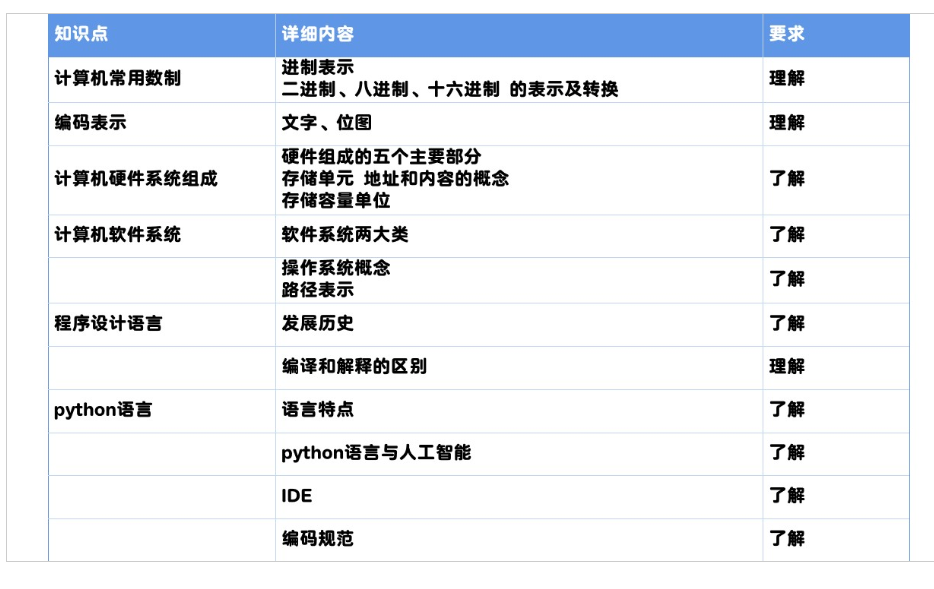 知识点 详细内容 要求
计算机常用数制 进制表示 理解
二进制、八进制、十六进制 的表示及转换
编码表示 文字、位图 理解
计算机硬件系统组成 硬件组成的五个主要部分 了解
存储单元 地址和内容的概念
存储容量单位
计算机软件系统 软件系统两大类 了解
操作系统概念 了解
路径表示
程序设计语言 发展历史 了解
编译和解释的区别 理解
python语言 语言特点 了解
python语言与人工智能 了解
IDE 了解
编码规范 了解